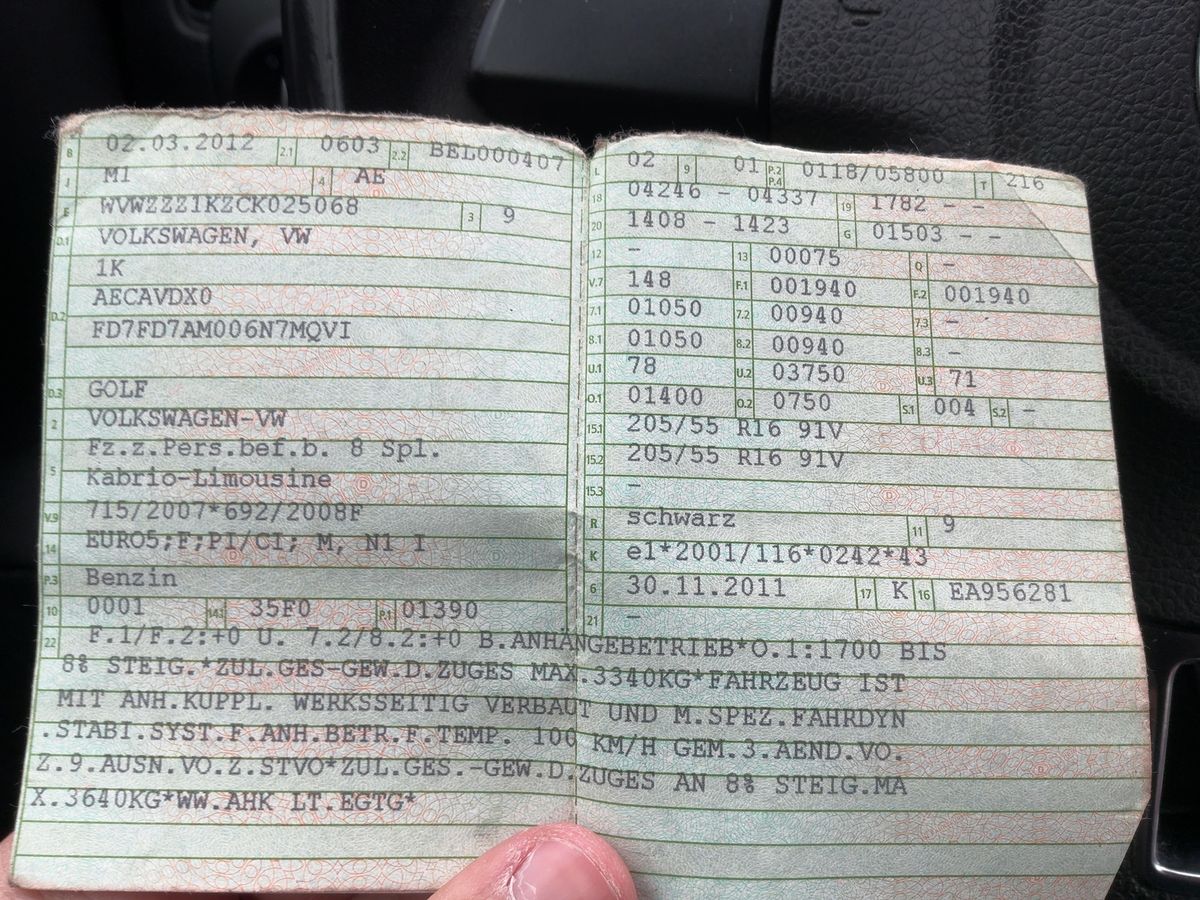 B 02.03.2012 2.1 0603 2.2 BEL000407
J M1 4 AE
E WVWZZZ1KZCK025068 3 9
D.1 VOLKSWAGEN, VW
1K
D.2 AECAVDX0
FD7FD7AM006N7MQVI
D.3 GOLF
2 VOLKSWAGEN-VW
Fz.z.Pers.bef.b. 8 Spl.
5 Kabrio-Limousine
V.9 715/2007*692/2008F
14 EURO5;F;PI/CI; M, N1 I
P.3 Benzin
10 0001 14.1 35F0 P.1 01390
L 02 9 01 P.2 P.4 0118/05800 T 216
18 04246 - 04337 19 1782 - -
20 1408 - 1423 G 01503 - -
12 - 13 00075 Q -
V.7 148 F.1 001940 F.2 001940
7.1 01050 7.2 00940 7.3 -
8.1 01050 8.2 00940 8.3 -
U.1 78 U.2 03750 U.3 71
O.1 01400 O.2 0750 S.1 004 S.2 -
15.1 205/55 R16 91V
15.2 205/55 R16 91V
15.3 -
R schwarz 11 9
K e1*2001/116*0242*43
6 30.11.2011 17 K 16 EA956281
21 -
22 F.1/F.2:+0 U. 7.2/8.2:+0 B.ANHÄNGEBETRIEB*O.1:1700 BIS
8% STEIG.*ZUL.GES-GEW.D.ZUGES MAX.3340KG*FAHRZEUG IST
MIT ANH.KUPPL. WERKSSEITIG VERBAUT UND M.SPEZ.FAHRDYN
.STABI.SYST.F.ANH.BETR.F.TEMP. 100 KM/H GEM.3.AEND.VO.
Z.9.AUSN.VO.Z.STVO*ZUL.GES.-GEW.D.ZUGES AN 8% STEIG.MA
X.3640KG*WW.AHK LT.EGTG*